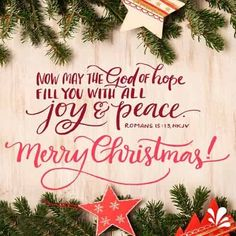 NOW MAY THE God OF hope
FILL YOU WITH ALL
joy & peace.
ROMANS 15:13, NKJV
Merry Christmas!